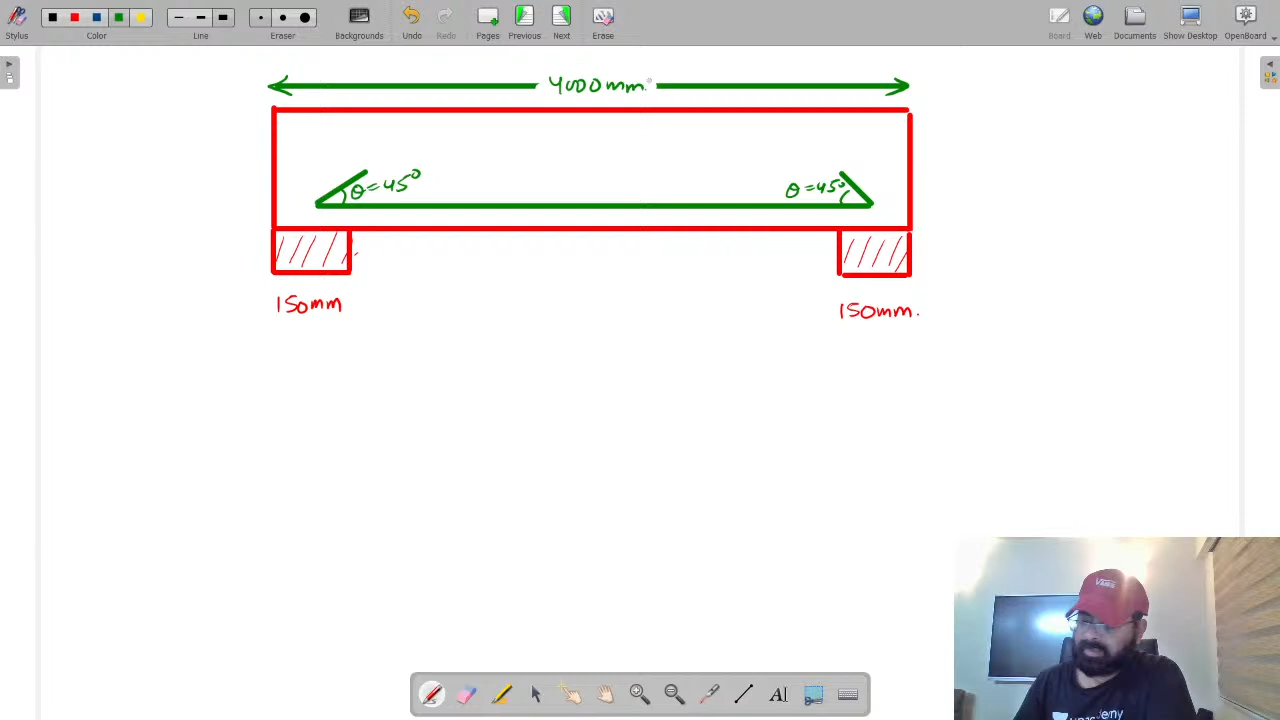 Stylus
Color
Line
Eraser
Backgrounds
Undo
Redo
Pages
Previous
Next
Erase
Board
Web
Documents
Show Desktop
OpenBoard
4000mm.
θ=45°
θ=45°
150mm
150mm.
VANS